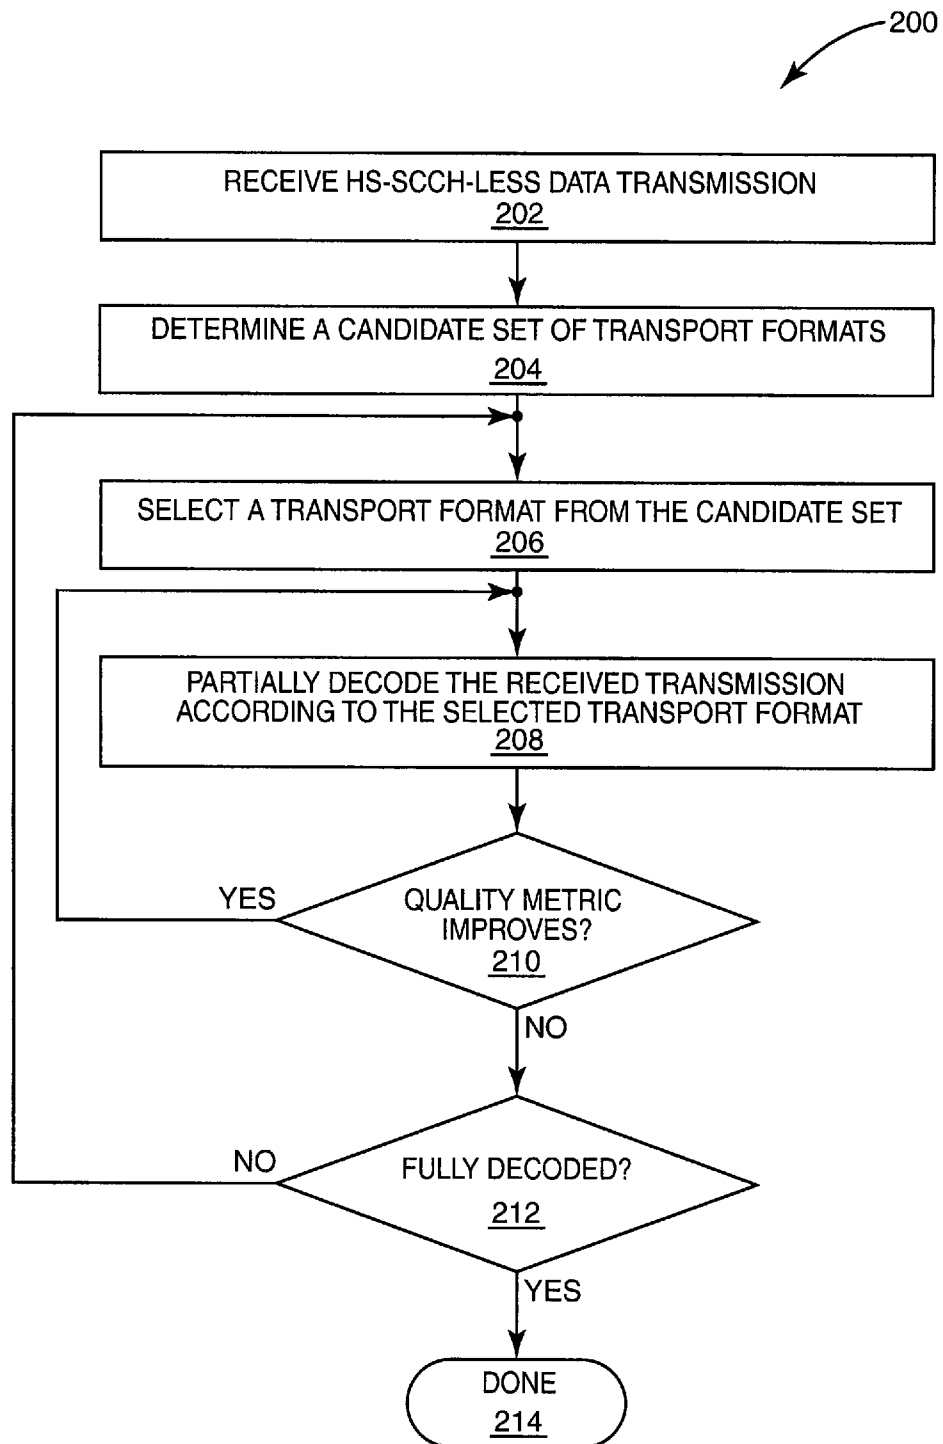 200
RECEIVE HS-SCCH-LESS DATA TRANSMISSION
202
DETERMINE A CANDIDATE SET OF TRANSPORT FORMATS
204
SELECT A TRANSPORT FORMAT FROM THE CANDIDATE SET
206
PARTIALLY DECODE THE RECEIVED TRANSMISSION
ACCORDING TO THE SELECTED TRANSPORT FORMAT
208
YES
QUALITY METRIC
IMPROVES?
210
NO
NO
FULLY DECODED?
212
YES
DONE
214